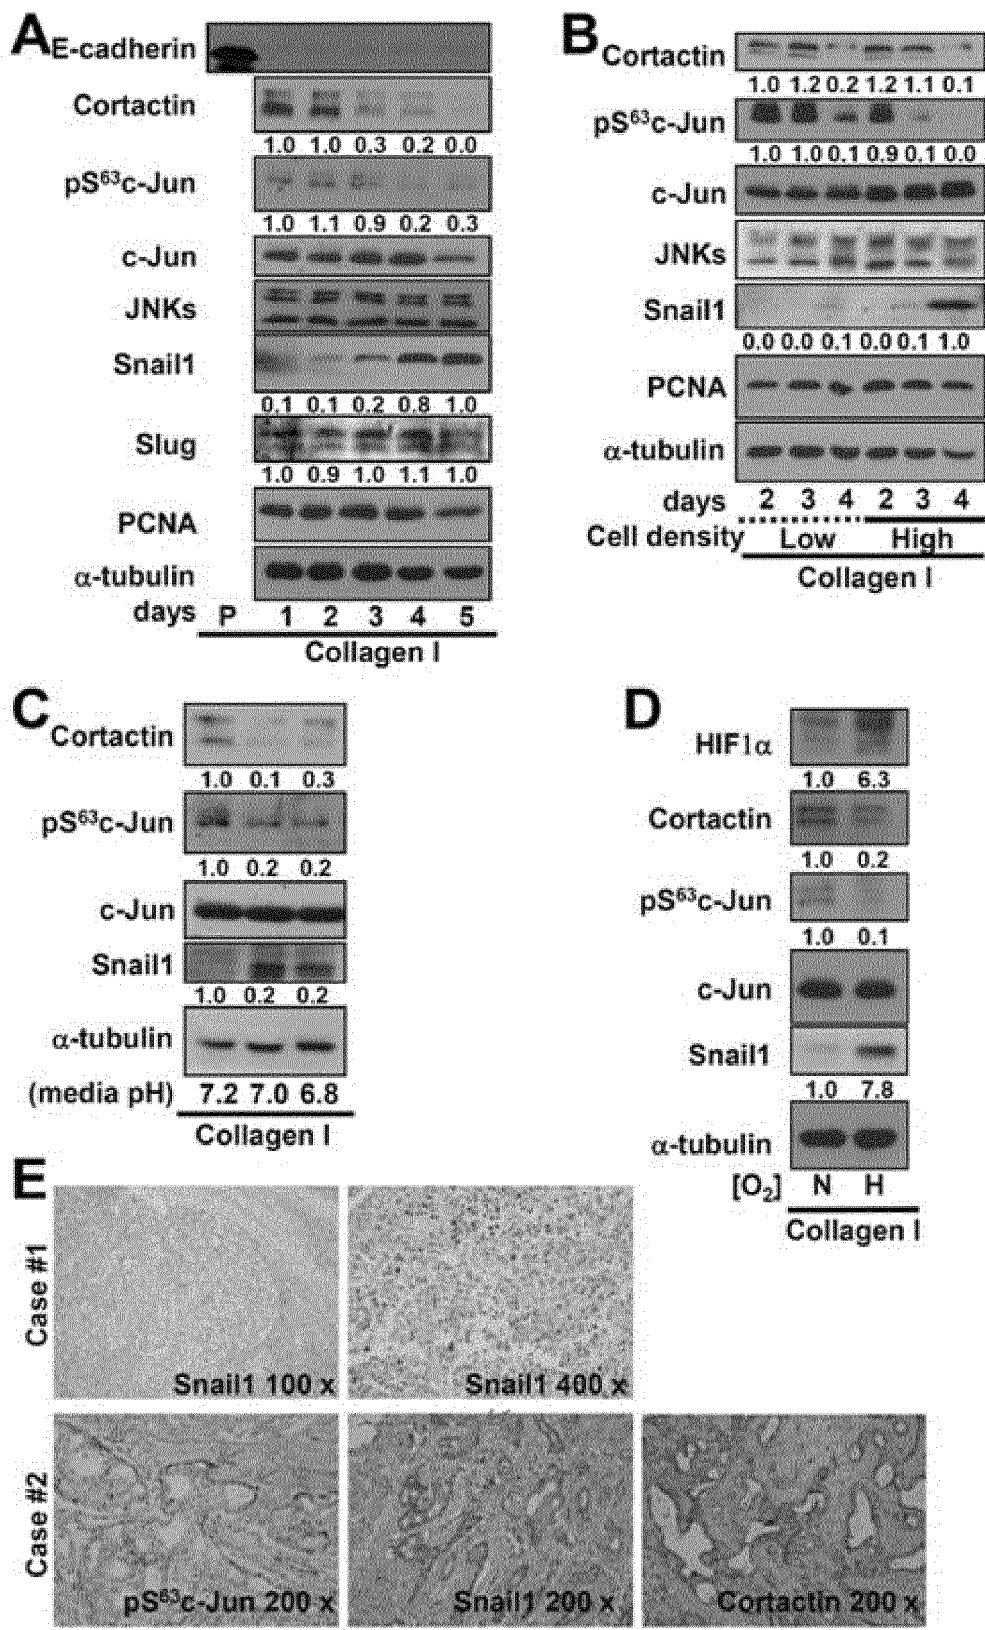 A
E-cadherin
Cortactin
1.0 1.0 0.3 0.2 0.0
pS⁶³c-Jun
1.0 1.1 0.9 0.2 0.3
c-Jun
JNKs
Snail1
0.1 0.1 0.2 0.8 1.0
Slug
1.0 0.9 1.0 1.1 1.0
PCNA
α-tubulin
days P 1 2 3 4 5
Collagen I
B
Cortactin
1.0 1.2 0.2 1.2 1.1 0.1
pS⁶³c-Jun
1.0 1.0 0.1 0.9 0.1 0.0
c-Jun
JNKs
Snail1
0.0 0.0 0.1 0.0 0.1 1.0
PCNA
α-tubulin
days 2 3 4 2 3 4
Cell density Low High
Collagen I
C
Cortactin
1.0 0.1 0.3
pS⁶³c-Jun
1.0 0.2 0.2
c-Jun
Snail1
1.0 0.2 0.2
α-tubulin
(media pH) 7.2 7.0 6.8
Collagen I
D
HIF1α
1.0 6.3
Cortactin
1.0 0.2
pS⁶³c-Jun
1.0 0.1
c-Jun
Snail1
1.0 7.8
α-tubulin
[O₂] N H
Collagen I
E
Case #1
Snail1 100 x
Snail1 400 x
Case #2
pS⁶³c-Jun 200 x
Snail1 200 x
Cortactin 200 x